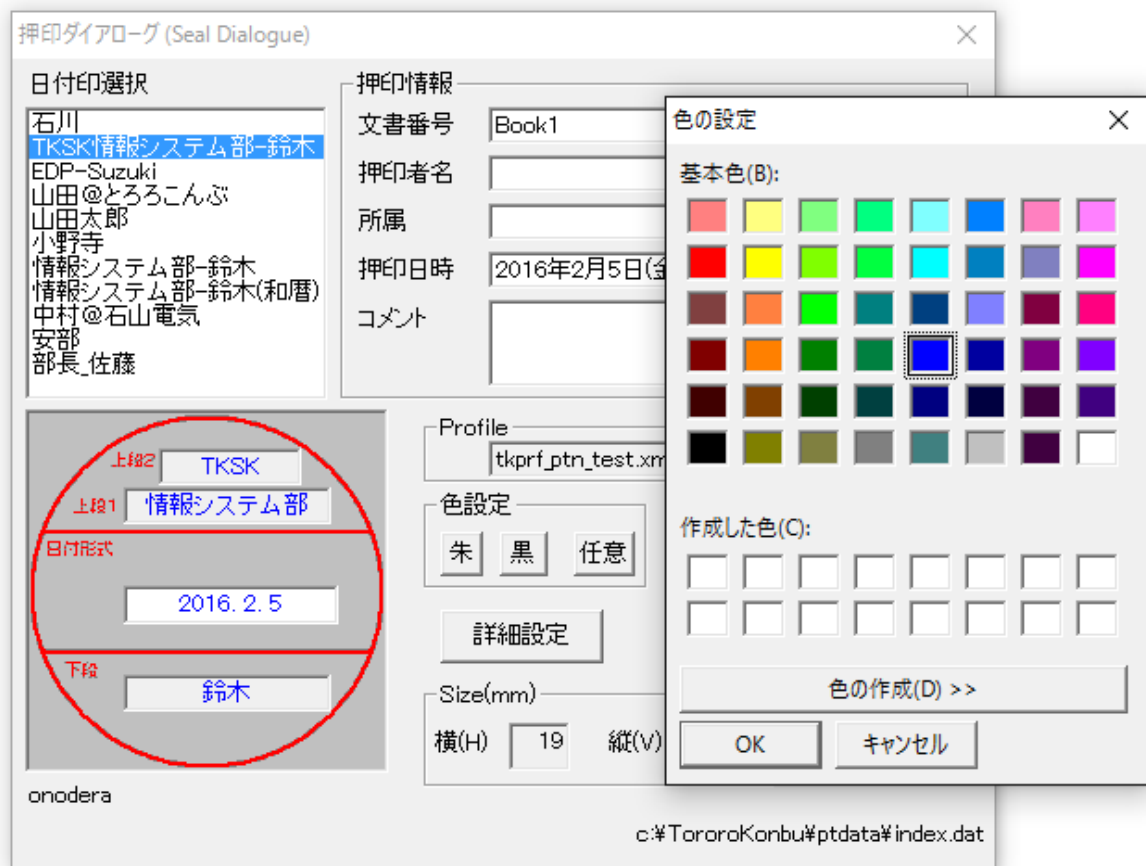 押印ダイアローグ (Seal Dialogue)
日付印選択
石川
TKSK情報システム部-鈴木
EDP-Suzuki
山田@とろろこんぶ
山田太郎
小野寺
情報システム部-鈴木
情報システム部-鈴木(和暦)
中村@石山電気
安部
部長_佐藤
押印情報
文書番号
Book1
押印者名
所属
押印日時
2016年2月5日(金
コメント
上段2
TKSK
上段1
情報システム部
日付形式
2016. 2. 5
下段
鈴木
onodera
Profile
tkprf_ptn_test.xm
色設定
朱
黒
任意
詳細設定
Size(mm)
横(H)
19
縦(V)
c:¥TororoKonbu¥ptdata¥index.dat
色の設定
基本色(B):
作成した色(C):
色の作成(D) >>
OK
キャンセル